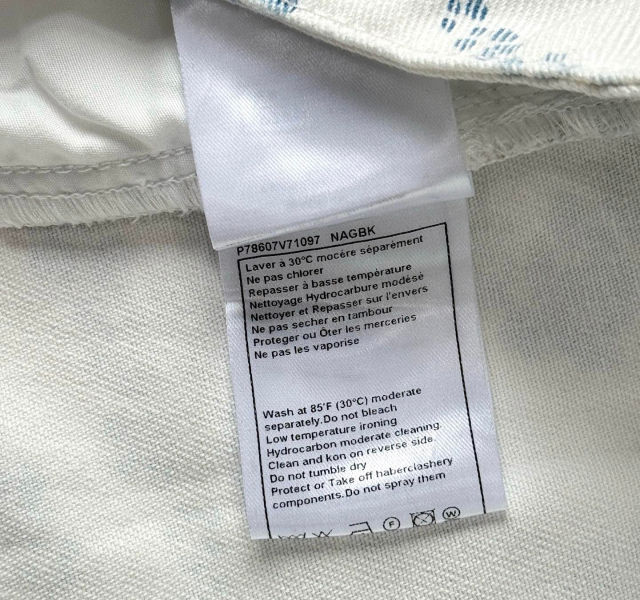 P78607V71097 NAGBK
Laver à 30°C mocère séparément
Ne pas chlorer
Repasser à basse température
Nettoyage Hydrocarbure modésé
Nettoyer et Repasser sur l'envers
Ne pas secher en tambour
Proteger ou Ôter les merceries
Ne pas les vaporise
Wash at 85'F (30°C) moderate
separately.Do not bleach
Low temperature ironing
Hydrocarbon moderate cleaning.
Clean and kon on reverse side.
Do not tumble dry
Protect or Take off haberclashery
components.Do not spray them
F W